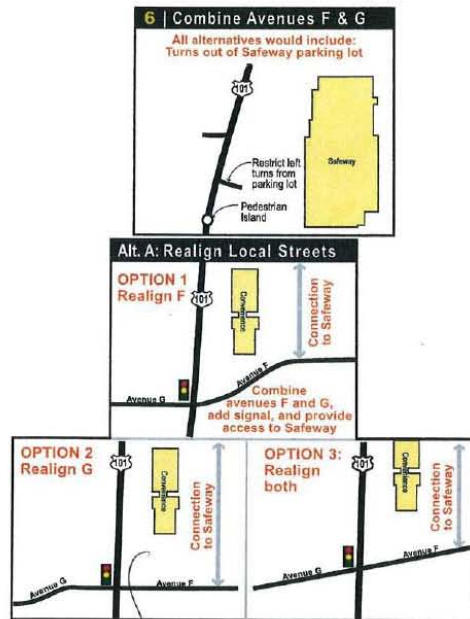 6 | Combine Avenues F & G
All alternatives would include:
Turns out of Safeway parking lot
101
Safeway
Restrict left
turns from
parking lot
Pedestrian
Island
Alt. A: Realign Local Streets
OPTION 1
Realign F
101
Convenience
Connection
to Safeway
Avenue F
Avenue G
Combine
avenues F and G,
add signal, and provide
access to Safeway
OPTION 2
Realign G
101
Convenience
Connection
to Safeway
Avenue G
Avenue F
OPTION 3:
Realign
both
101
Convenience
Connection
to Safeway
Avenue G
Avenue F